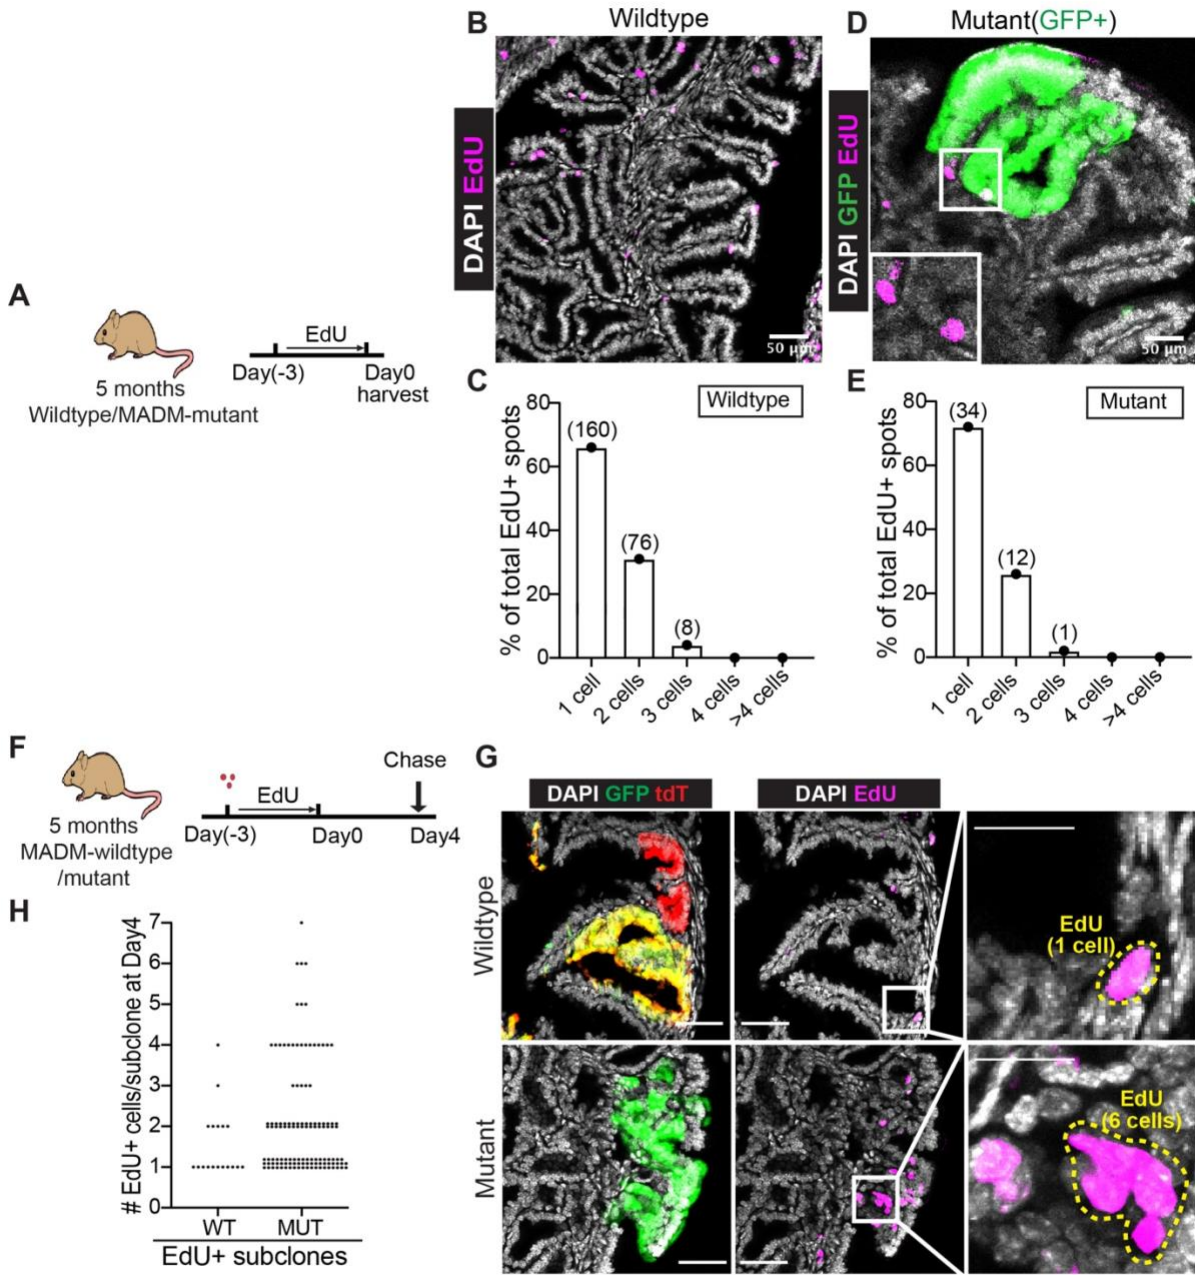 A
5 months
Wildtype/MADM-mutant
EdU
Day(-3)
Day0
harvest
B
Wildtype
DAPI EdU
50 µm
D
Mutant(GFP+)
DAPI GFP EdU
50 µm
C
Wildtype
% of total EdU+ spots
80
60
40
20
0
(160)
(76)
(8)
1 cell
2 cells
3 cells
4 cells
>4 cells
E
Mutant
% of total EdU+ spots
80
60
40
20
0
(34)
(12)
(1)
1 cell
2 cells
3 cells
4 cells
>4 cells
F
5 months
MADM-wildtype
/mutant
EdU
Chase
Day(-3)
Day0
Day4
G
DAPI GFP tdT
DAPI EdU
Wildtype
EdU
(1 cell)
Mutant
EdU
(6 cells)
H
# EdU+ cells/subclone at Day4
7
6
5
4
3
2
1
0
WT
MUT
EdU+ subclones